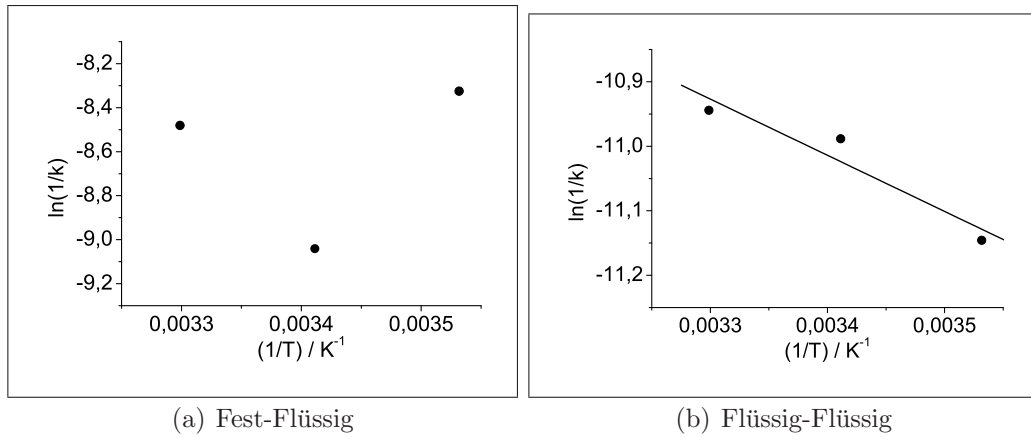 -8,2
-8,4
-8,6
-8,8
-9,0
-9,2
ln(1/k)
0,0033
0,0034
0,0035
(1/T) / K⁻¹
(a) Fest-Flüssig
-10,9
-11,0
-11,1
-11,2
ln(1/k)
0,0033
0,0034
0,0035
(1/T) / K⁻¹
(b) Flüssig-Flüssig